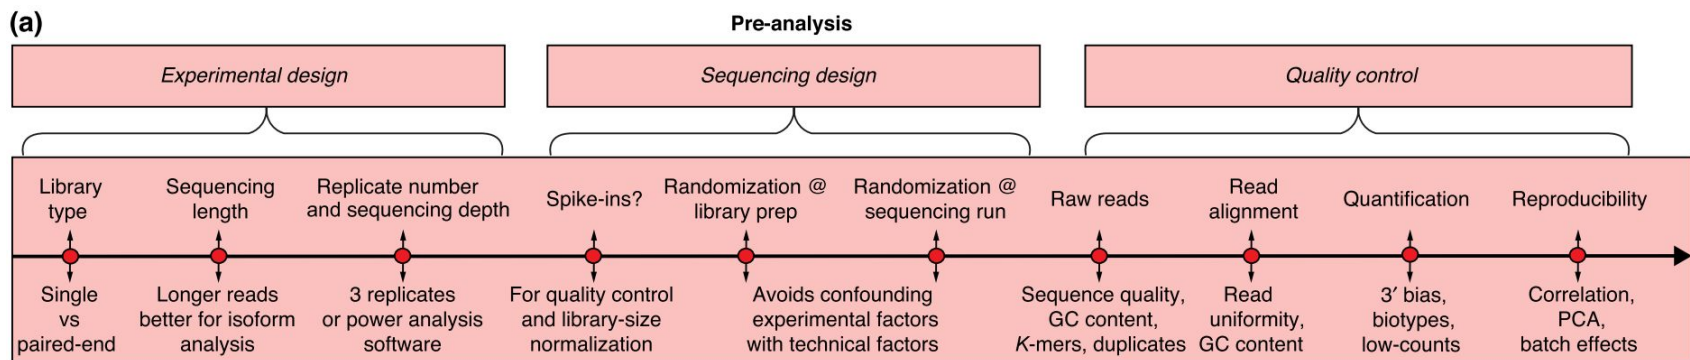 (a)
Pre-analysis
Experimental design
Sequencing design
Quality control
Library
type
Sequencing
length
Replicate number
and sequencing depth
Spike-ins?
Randomization @
library prep
Randomization @
sequencing run
Raw reads
Read
alignment
Quantification
Reproducibility
Single
vs
paired-end
Longer reads
better for isoform
analysis
3 replicates
or power analysis
software
For quality control
and library-size
normalization
Avoids confounding
experimental factors
with technical factors
Sequence quality,
GC content,
K-mers, duplicates
Read
uniformity,
GC content
3′ bias,
biotypes,
low-counts
Correlation,
PCA,
batch effects